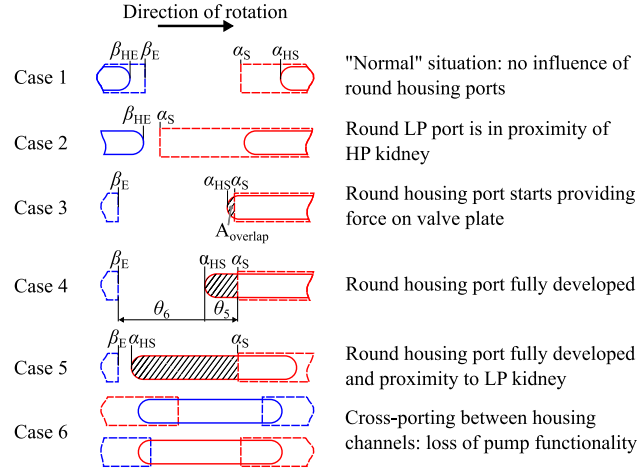 Direction of rotation
β_HE β_E α_S α_HS
Case 1
"Normal" situation: no influence of
round housing ports
β_HE α_S
Case 2
Round LP port is in proximity of
HP kidney
β_E α_HS α_S
Case 3
Round housing port starts providing
force on valve plate
A_overlap
β_E α_HS α_S
Case 4
Round housing port fully developed
θ_6 θ_5
β_E α_HS α_S
Case 5
Round housing port fully developed
and proximity to LP kidney
Case 6
Cross-porting between housing
channels: loss of pump functionality